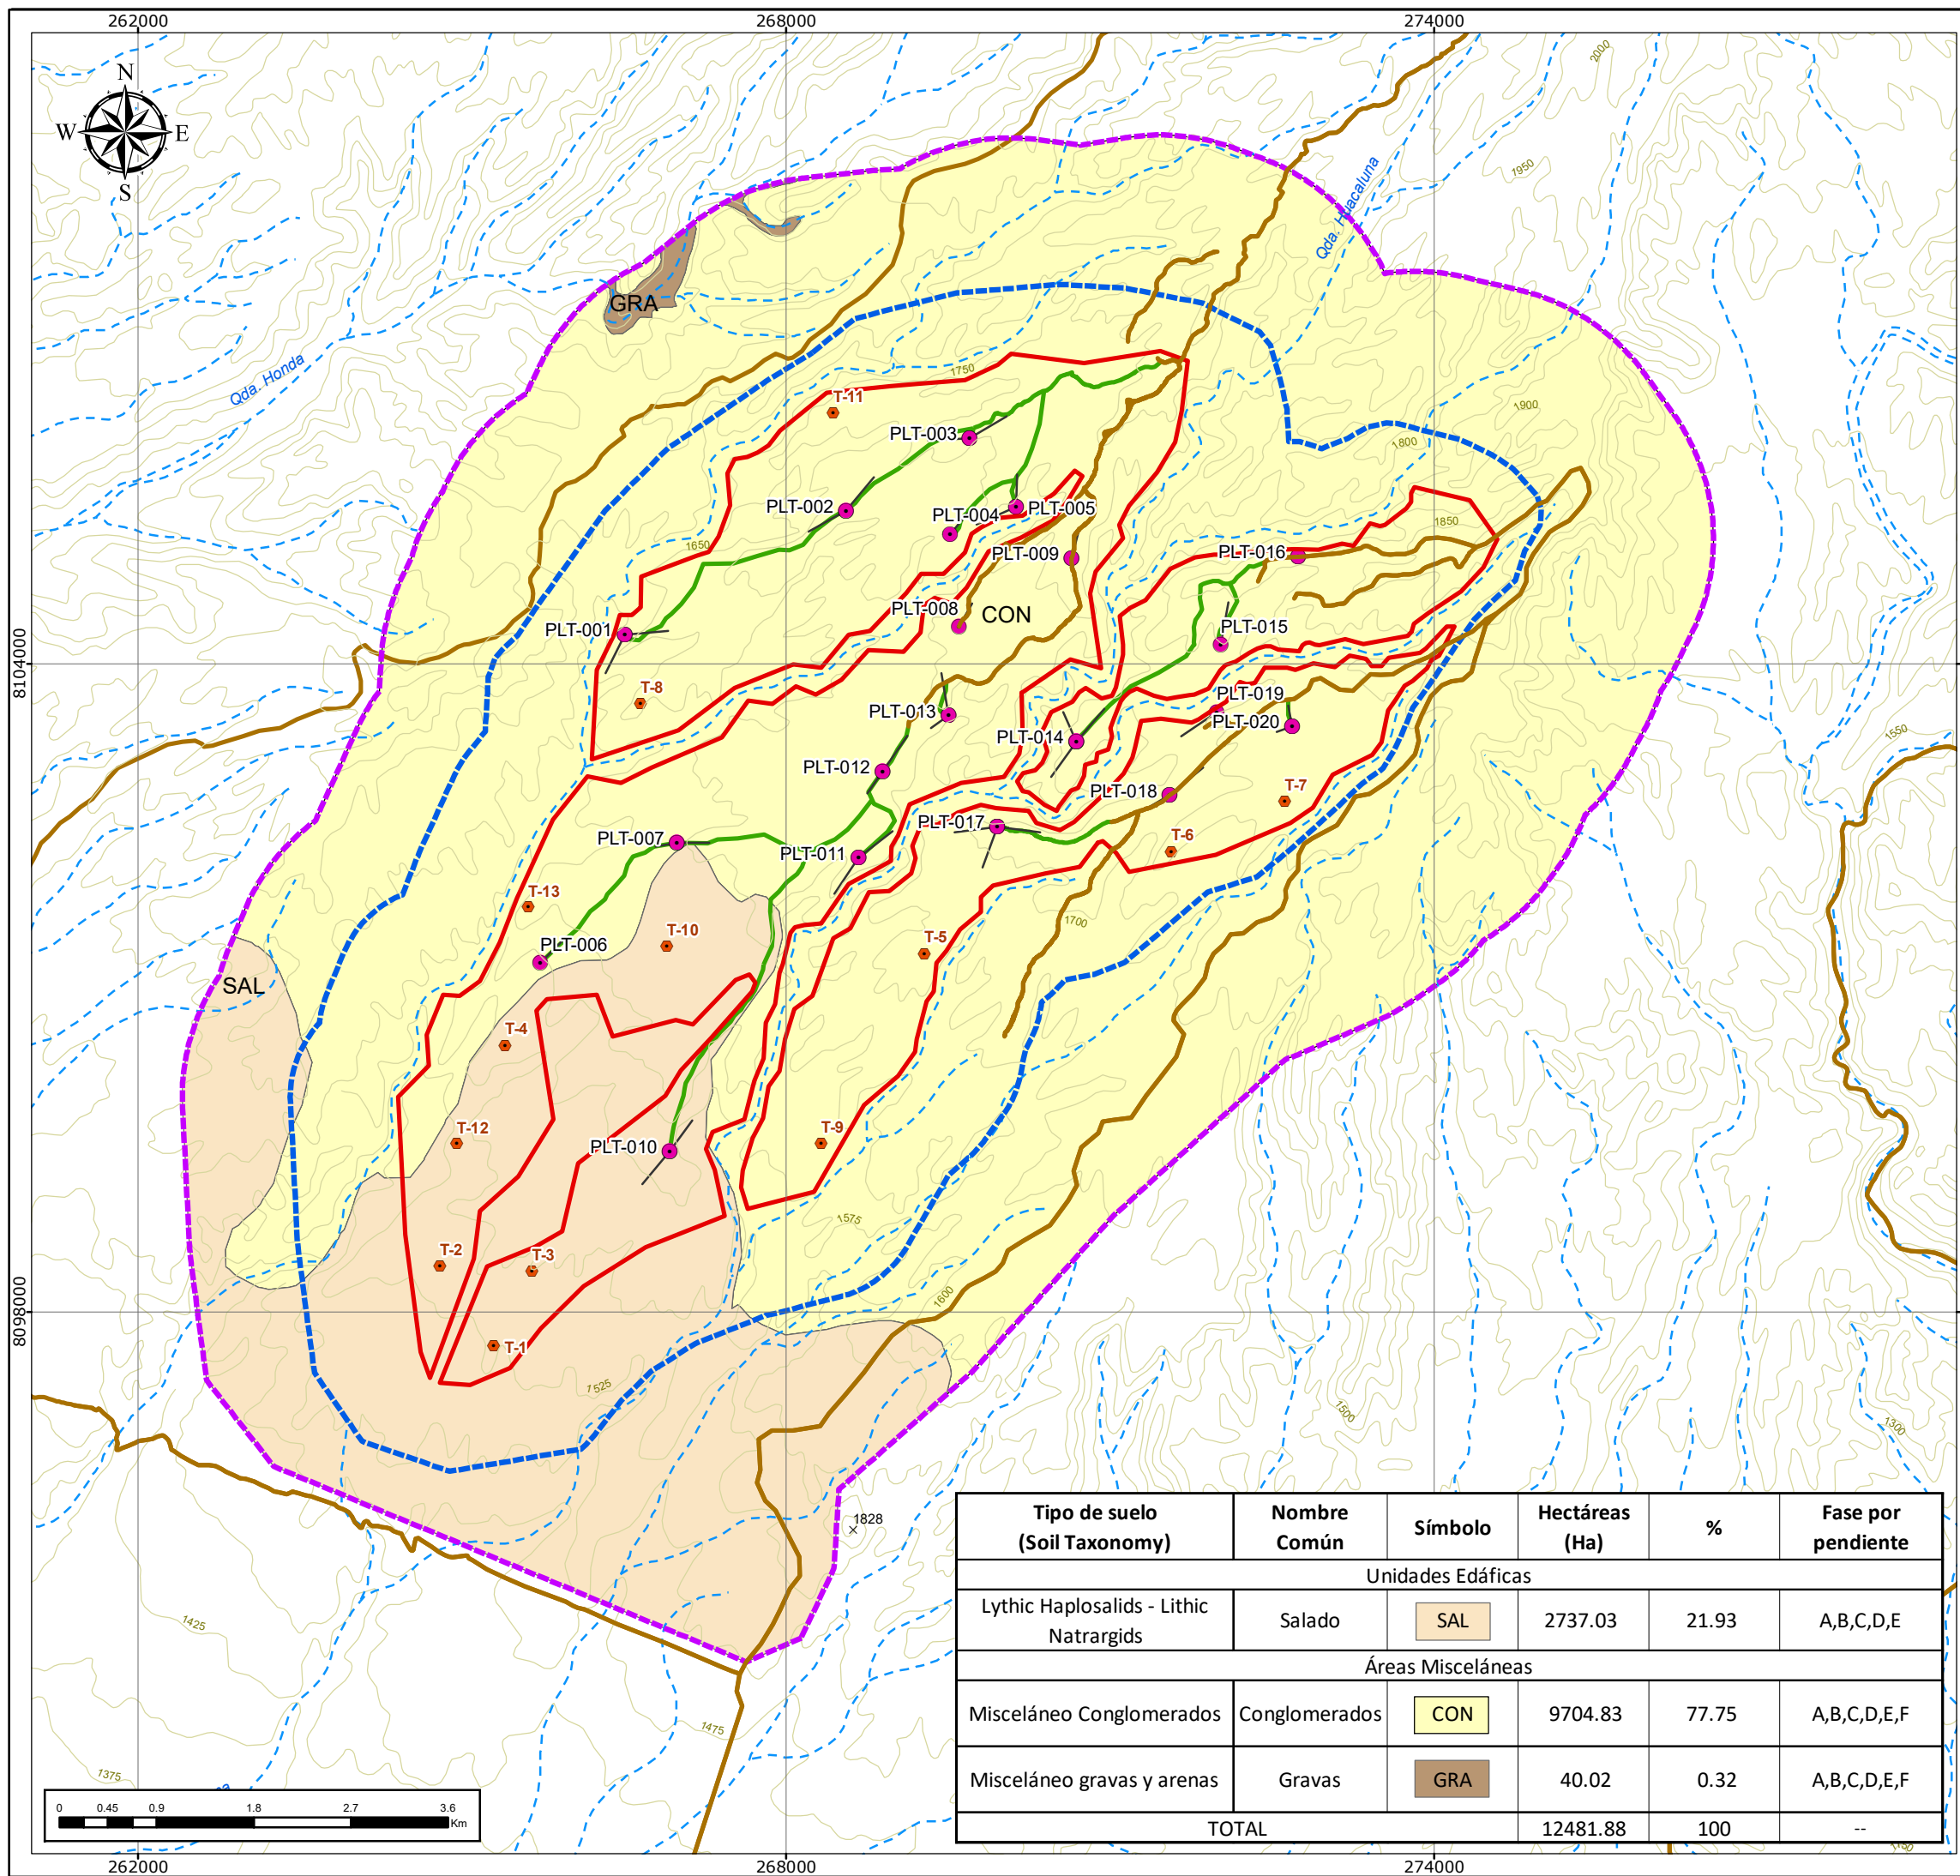 262000
268000
274000
N
W
E
S
2000
1950
Qda. Huacaluna
GRA
Qda. Honda
1750
T-11
1900
PLT-003
1800
PLT-002
PLT-004
PLT-005
1850
1650
PLT-009
PLT-016
PLT-008
CON
PLT-001
PLT-015
8104000
T-8
PLT-019
PLT-013
PLT-020
PLT-014
1550
PLT-012
PLT-018
T-7
PLT-017
PLT-007
T-6
PLT-011
T-13
1700
T-10
T-5
PLT-006
SAL
T-4
T-12
T-9
PLT-010
1575
T-2
T-3
1600
8098000
T-1
1525
1500
1300
1828
1425
1475
1375
Tipo de suelo (Soil Taxonomy)
Nombre Común
Símbolo
Hectáreas (Ha)
%
Fase por pendiente
Unidades Edáficas
Lythic Haplosalids - Lithic Natrargids
Salado
SAL
2737.03
21.93
A,B,C,D,E
Áreas Misceláneas
Misceláneo Conglomerados
Conglomerados
CON
9704.83
77.75
A,B,C,D,E,F
Misceláneo gravas y arenas
Gravas
GRA
40.02
0.32
A,B,C,D,E,F
TOTAL
12481.88
100
--
0
0.45
0.9
1.8
2.7
3.6
Km
262000
268000
274000